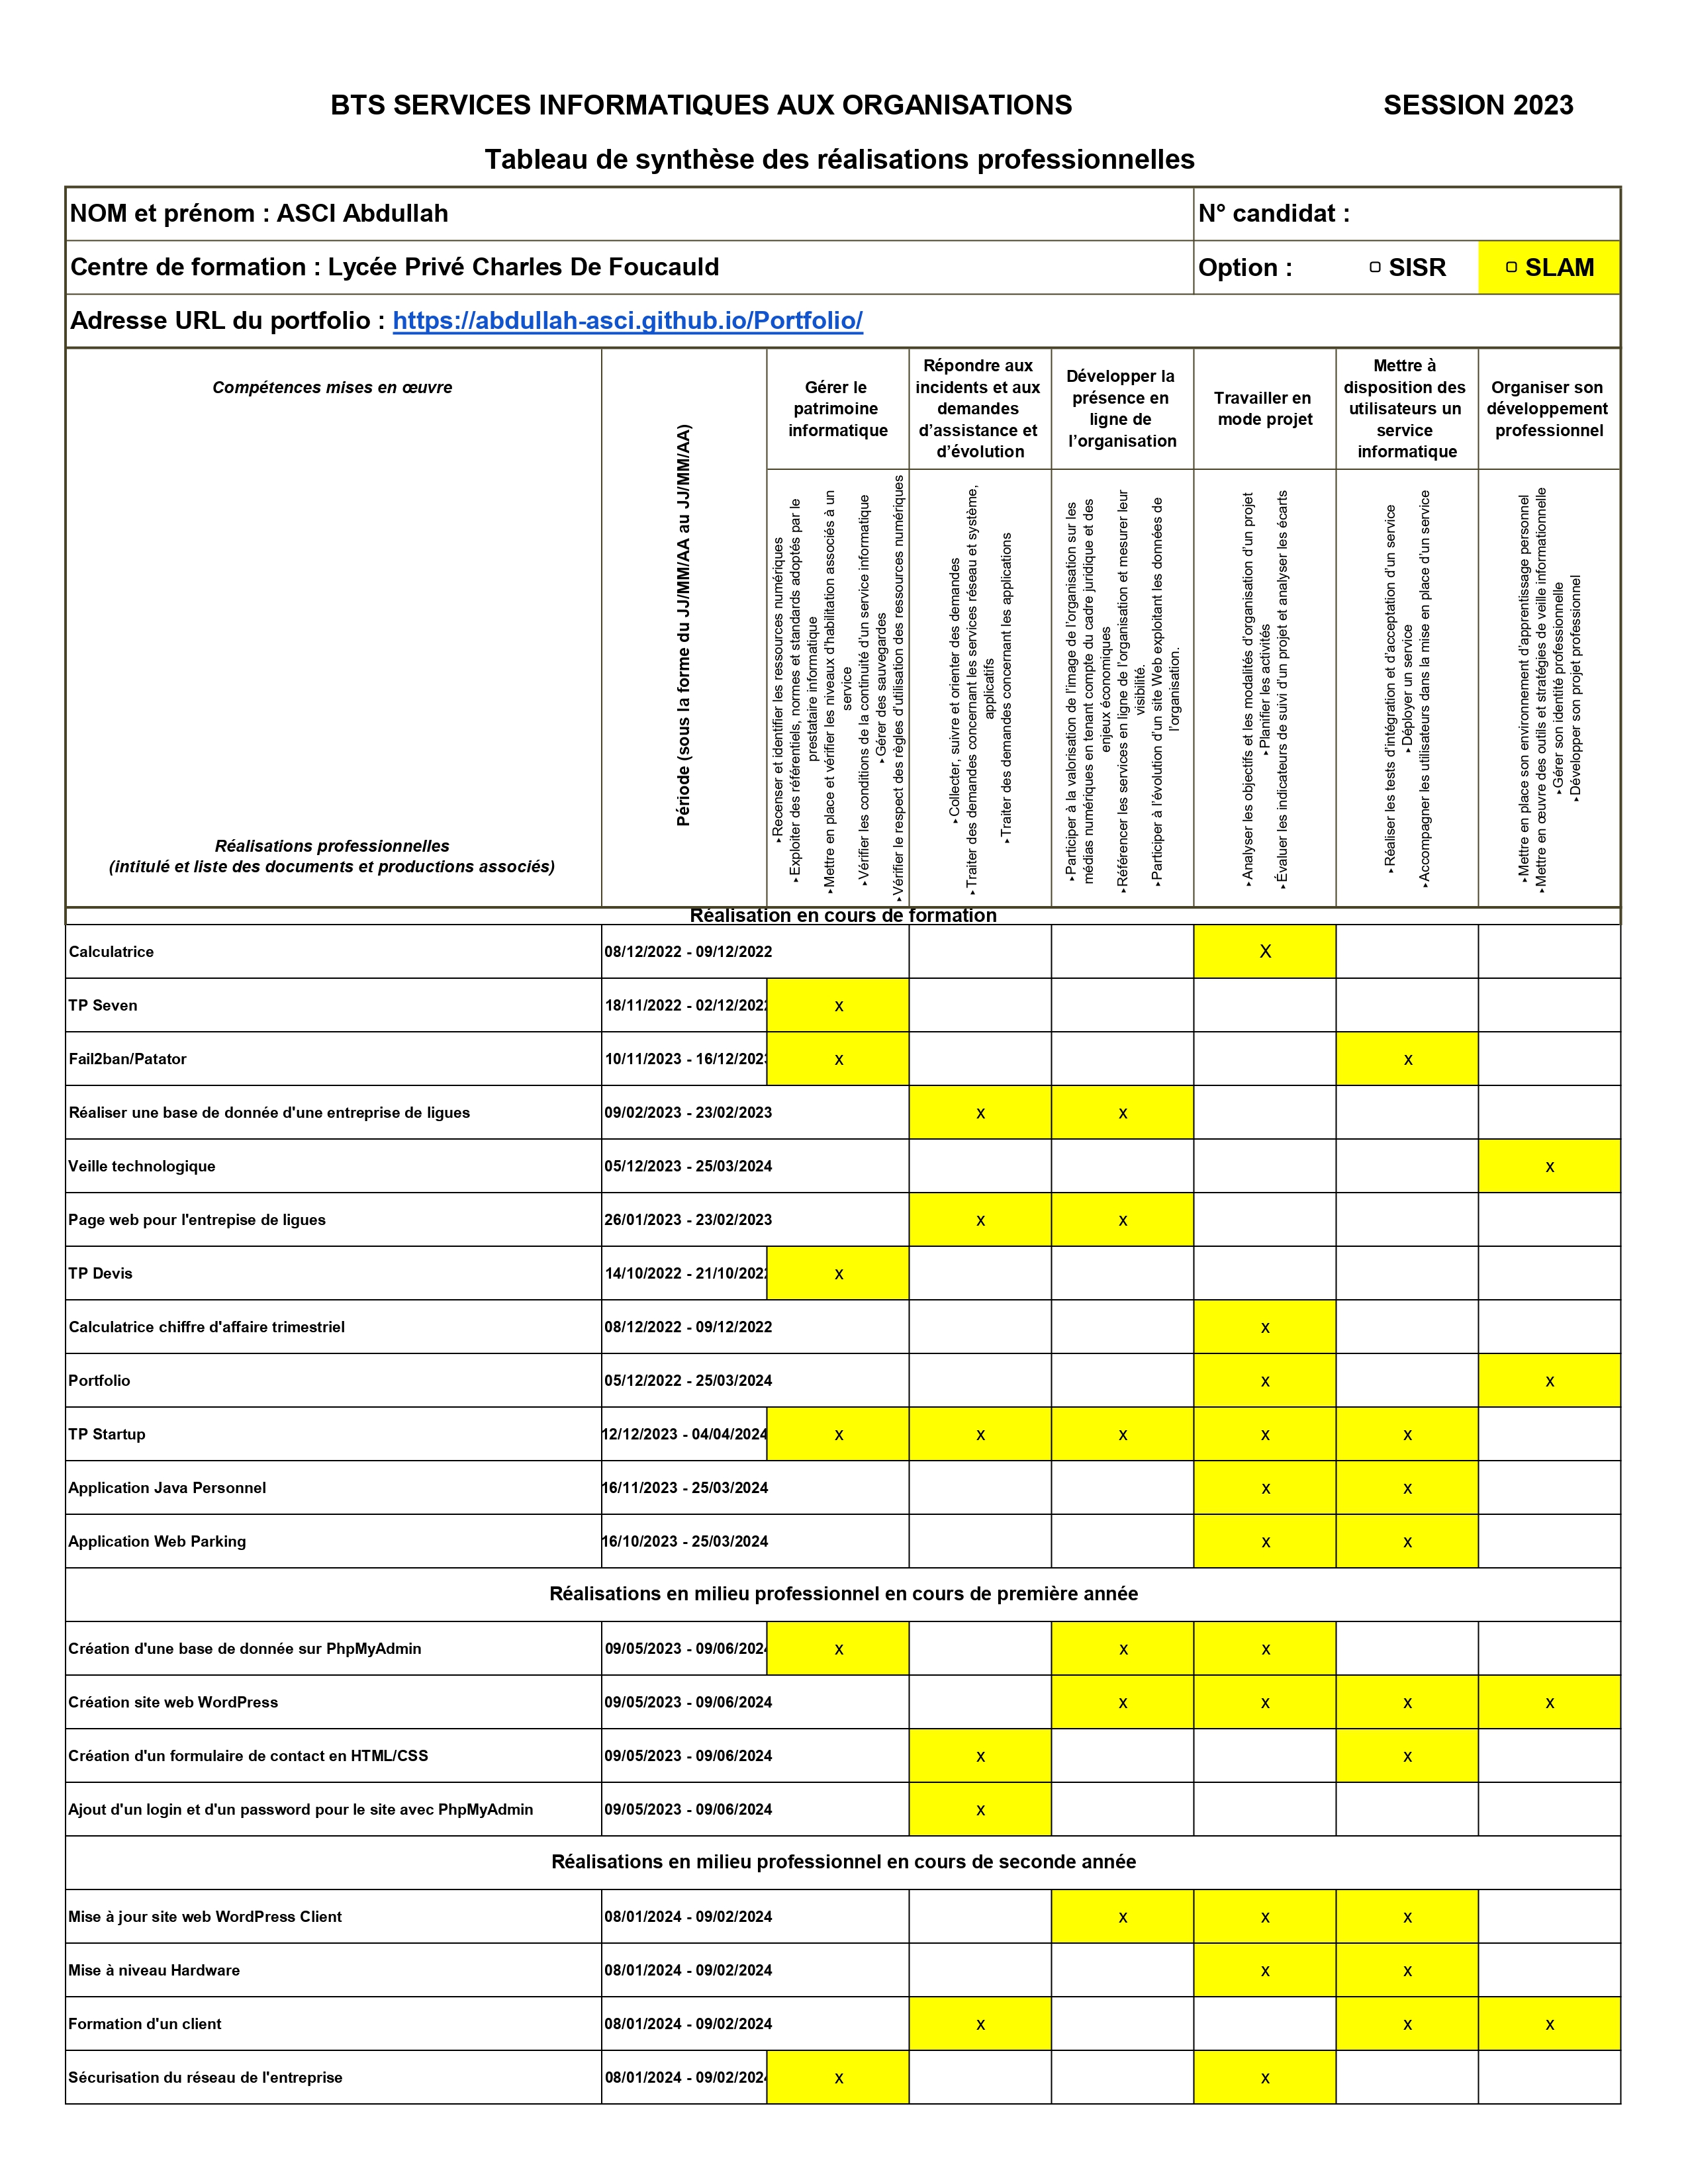 BTS SERVICES INFORMATIQUES AUX ORGANISATIONS SESSION 2023
Tableau de synthèse des réalisations professionnelles
NOM et prénom : ASCI Abdullah N° candidat :
Centre de formation : Lycée Privé Charles De Foucauld Option : ▢ SISR ▢ SLAM
Adresse URL du portfolio : https://abdullah-asci.github.io/Portfolio/
Compétences mises en œuvre
Réalisations professionnelles
(intitulé et liste des documents et productions associés)
Période (sous la forme du JJ/MM/AA au JJ/MM/AA)
Gérer le
patrimoine
informatique
Répondre aux
incidents et aux
demandes
d’assistance et
d’évolution
Développer la
présence en
ligne de
l’organisation
Travailler en
mode projet
Mettre à
disposition des
utilisateurs un
service
informatique
Organiser son
développement
professionnel
‣Recenser et identifier les ressources numériques
‣Exploiter des référentiels, normes et standards adoptés par le
prestataire informatique
‣Mettre en place et vérifier les niveaux d’habilitation associés à un
service
‣Vérifier les conditions de la continuité d’un service informatique
‣Gérer des sauvegardes
‣Vérifier le respect des règles d’utilisation des ressources numériques
‣Collecter, suivre et orienter des demandes
‣Traiter des demandes concernant les services réseau et système,
applicatifs
‣Traiter des demandes concernant les applications
‣Participer à la valorisation de l’image de l’organisation sur les
médias numériques en tenant compte du cadre juridique et des
enjeux économiques
‣Référencer les services en ligne de l’organisation et mesurer leur
visibilité.
‣Participer à l’évolution d’un site Web exploitant les données de
l’organisation.
‣Analyser les objectifs et les modalités d’organisation d’un projet
‣Planifier les activités
‣Évaluer les indicateurs de suivi d’un projet et analyser les écarts
‣Réaliser les tests d’intégration et d’acceptation d’un service
‣Déployer un service
‣Accompagner les utilisateurs dans la mise en place d’un service
‣Mettre en place son environnement d’apprentissage personnel
‣Mettre en œuvre des outils et stratégies de veille informationnelle
‣Gérer son identité professionnelle
‣Développer son projet professionnel
Réalisation en cours de formation
Calculatrice 08/12/2022 - 09/12/2022 X
TP Seven 18/11/2022 - 02/12/2022 x
Fail2ban/Patator 10/11/2023 - 16/12/2023 x x
Réaliser une base de donnée d'une entreprise de ligues 09/02/2023 - 23/02/2023 x x
Veille technologique 05/12/2023 - 25/03/2024 x
Page web pour l'entrepise de ligues 26/01/2023 - 23/02/2023 x x
TP Devis 14/10/2022 - 21/10/2022 x
Calculatrice chiffre d'affaire trimestriel 08/12/2022 - 09/12/2022 x
Portfolio 05/12/2022 - 25/03/2024 x x
TP Startup 12/12/2023 - 04/04/2024 x x x x x
Application Java Personnel 16/11/2023 - 25/03/2024 x x
Application Web Parking 16/10/2023 - 25/03/2024 x x
Réalisations en milieu professionnel en cours de première année
Création d'une base de donnée sur PhpMyAdmin 09/05/2023 - 09/06/2024 x x x
Création site web WordPress 09/05/2023 - 09/06/2024 x x x x
Création d'un formulaire de contact en HTML/CSS 09/05/2023 - 09/06/2024 x x
Ajout d'un login et d'un password pour le site avec PhpMyAdmin 09/05/2023 - 09/06/2024 x
Réalisations en milieu professionnel en cours de seconde année
Mise à jour site web WordPress Client 08/01/2024 - 09/02/2024 x x x
Mise à niveau Hardware 08/01/2024 - 09/02/2024 x x
Formation d'un client 08/01/2024 - 09/02/2024 x x x
Sécurisation du réseau de l'entreprise 08/01/2024 - 09/02/2024 x x